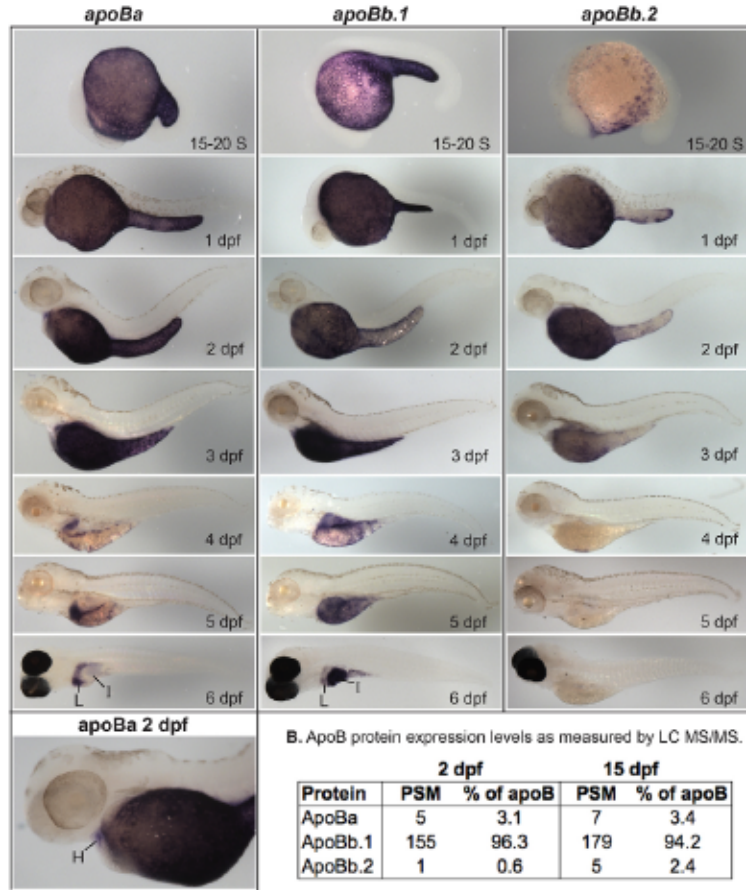 apoBa apoBb.1 apoBb.2
15-20 S 15-20 S 15-20 S
1 dpf 1 dpf 1 dpf
2 dpf 2 dpf 2 dpf
3 dpf 3 dpf 3 dpf
4 dpf 4 dpf 4 dpf
5 dpf 5 dpf 5 dpf
L I 6 dpf L I 6 dpf 6 dpf
apoBa 2 dpf
H
B. ApoB protein expression levels as measured by LC MS/MS.
2 dpf 15 dpf
Protein PSM % of apoB PSM % of apoB
ApoBa 5 3.1 7 3.4
ApoBb.1 155 96.3 179 94.2
ApoBb.2 1 0.6 5 2.4